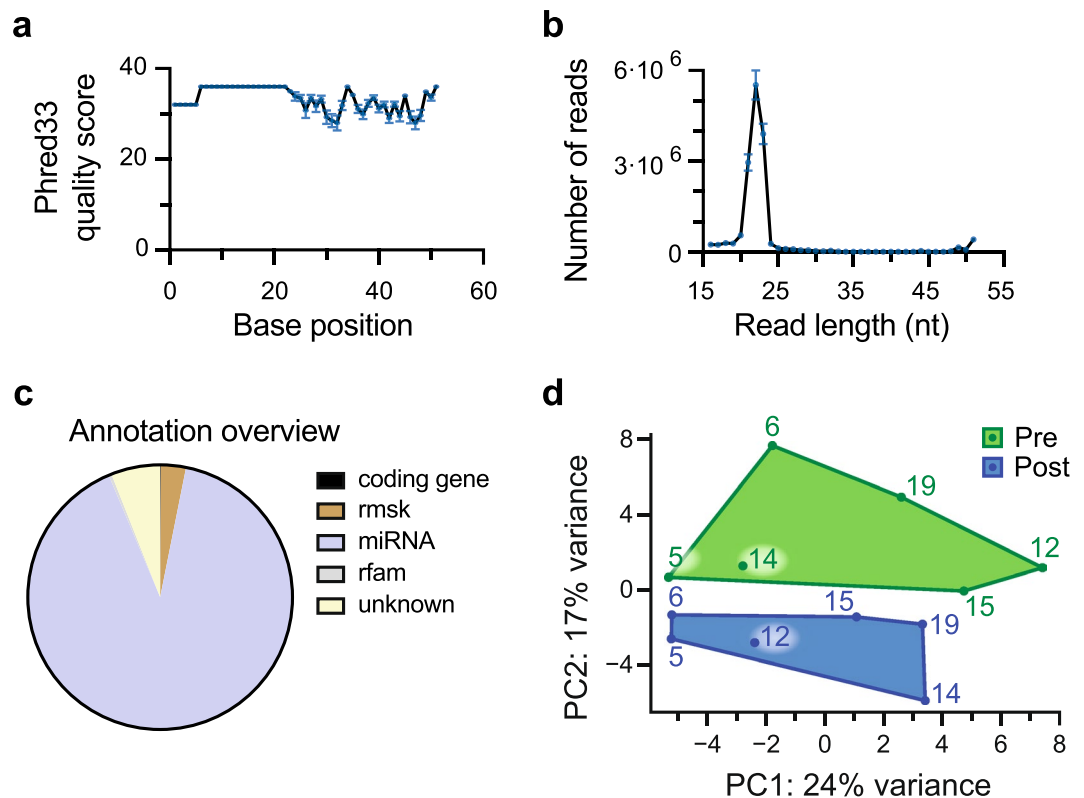 a
Phred33
quality score
40
20
0
0
20
40
60
Base position
b
Number of reads
6·10 6
3·10 6
0
15
25
35
45
55
Read length (nt)
c
Annotation overview
coding gene
rmsk
miRNA
rfam
unknown
d
PC2: 17% variance
8
4
0
−4
6
19
12
5
14
15
6
15
19
12
5
14
Pre
Post
−4
−2
0
2
4
6
8
PC1: 24% variance